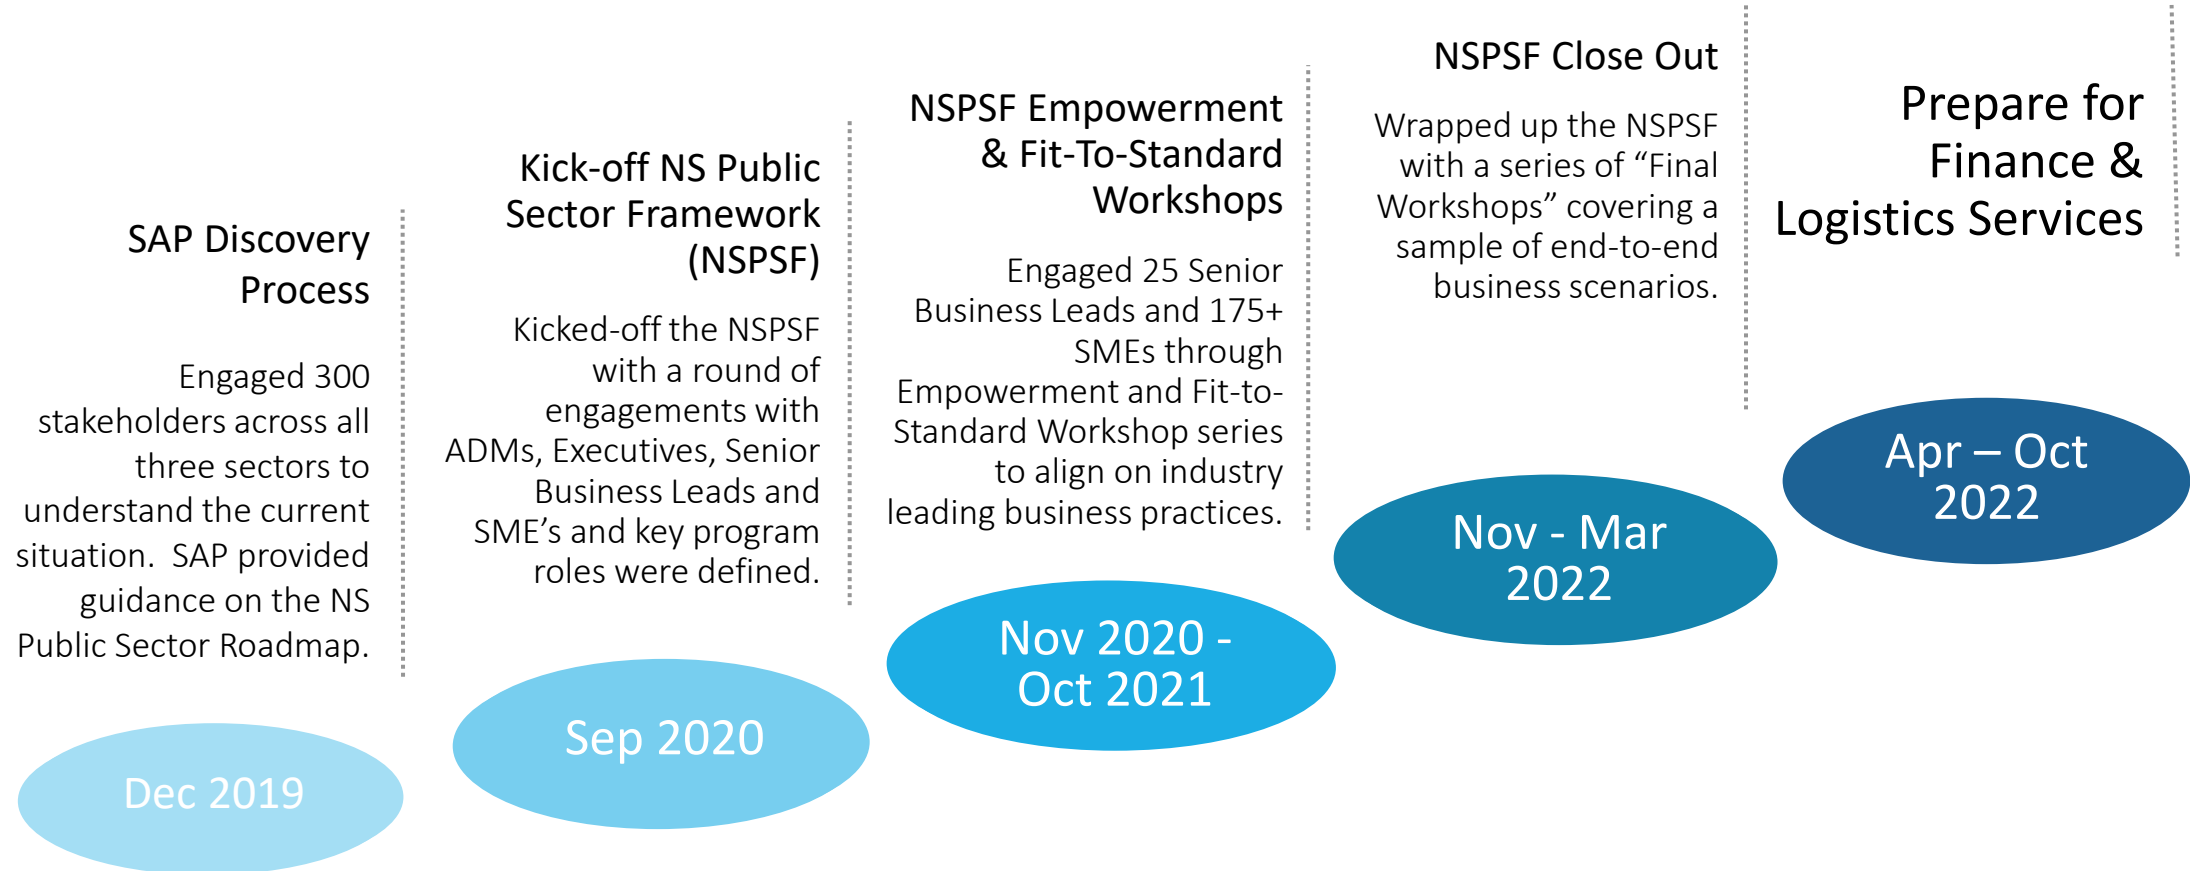 SAP Discovery
Process
Engaged 300
stakeholders across all
three sectors to
understand the current
situation.  SAP provided
guidance on the NS
Public Sector Roadmap.
Dec 2019
Kick-off NS Public
Sector Framework
(NSPSF)
Kicked-off the NSPSF
with a round of
engagements with
ADMs, Executives, Senior
Business Leads and
SME’s and key program
roles were defined.
Sep 2020
NSPSF Empowerment
& Fit-To-Standard
Workshops
Engaged 25 Senior
Business Leads and 175+
SMEs through
Empowerment and Fit-to-
Standard Workshop series
to align on industry
leading business practices.
Nov 2020 -
Oct 2021
NSPSF Close Out
Wrapped up the NSPSF
with a series of “Final
Workshops” covering a
sample of end-to-end
business scenarios.
Nov - Mar
2022
Prepare for
Finance &
Logistics Services
Apr – Oct
2022